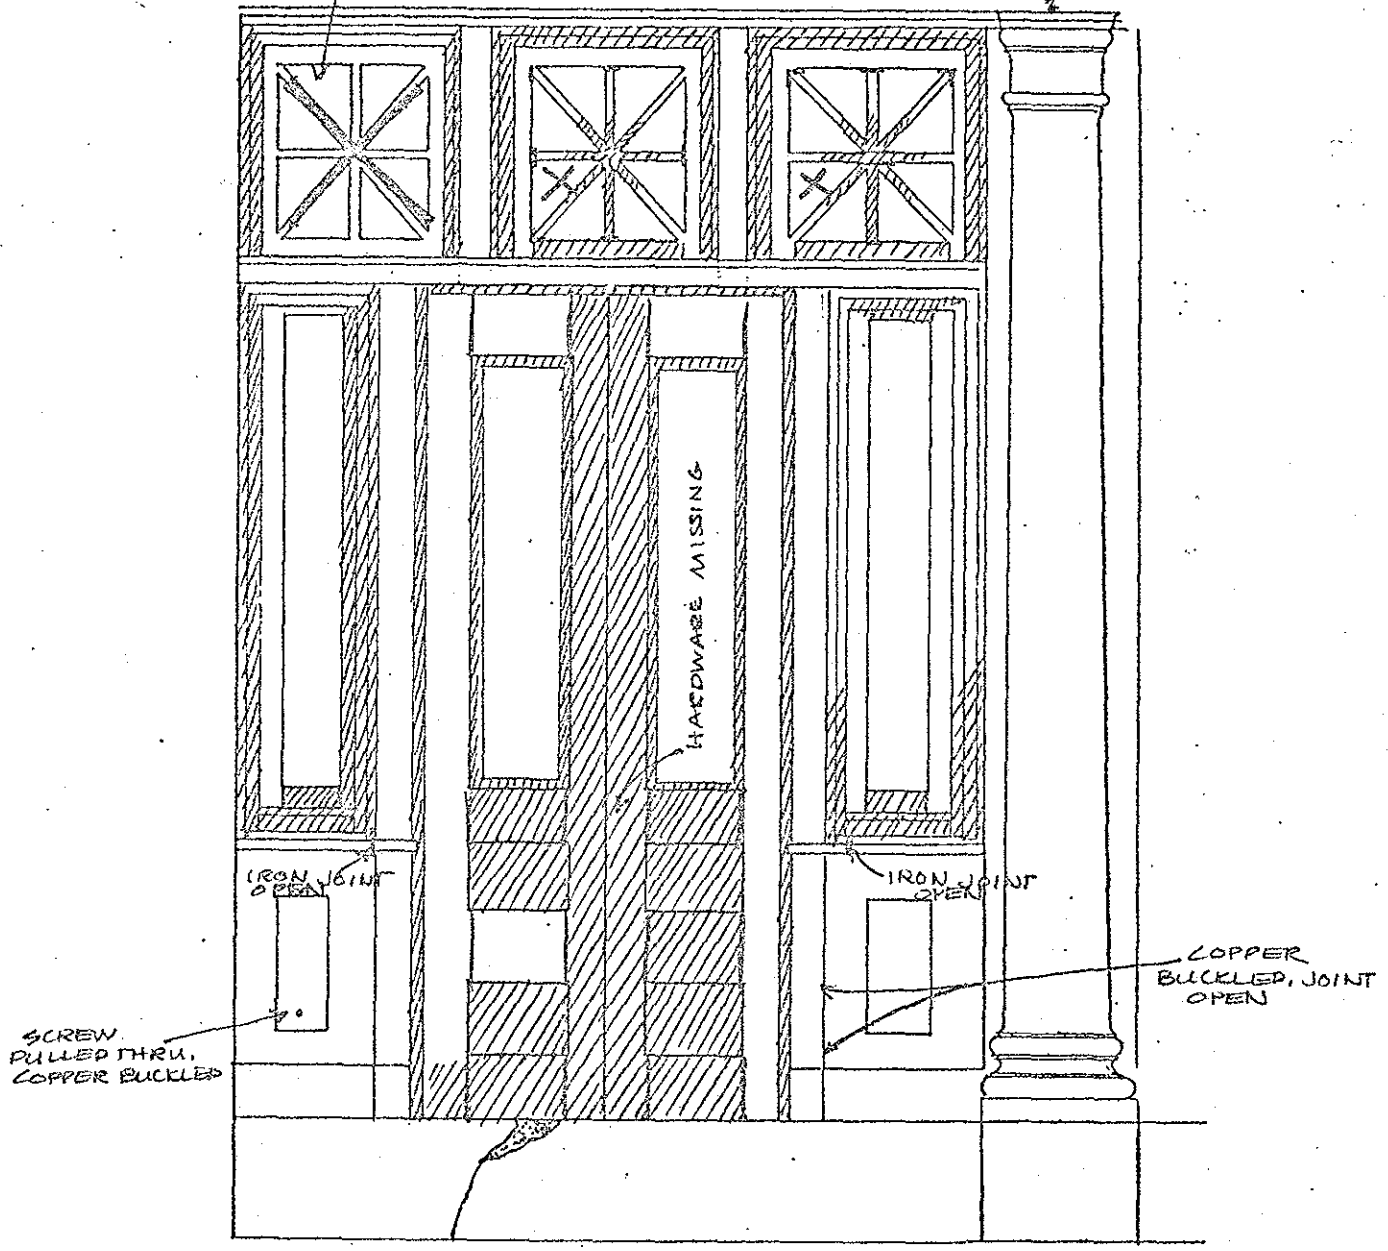 HARDWARE MISSING
IRON JOINT
OPEN
IRON JOINT
OPEN
COPPER
BUCKLED, JOINT
OPEN
SCREW
PULLED THRU,
COPPER BUCKLED